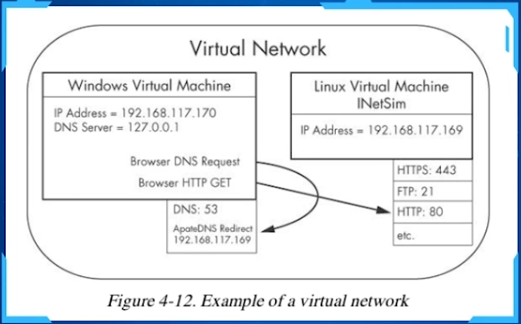 Virtual Network
Windows Virtual Machine
IP Address = 192.168.117.170
DNS Server = 127.0.0.1
Browser DNS Request
Browser HTTP GET
DNS: 53
ApateDNS Redirect
192.168.117.169
Linux Virtual Machine
INetSim
IP Address = 192.168.117.169
HTTPS: 443
FTP: 21
HTTP: 80
etc.
Figure 4-12. Example of a virtual network